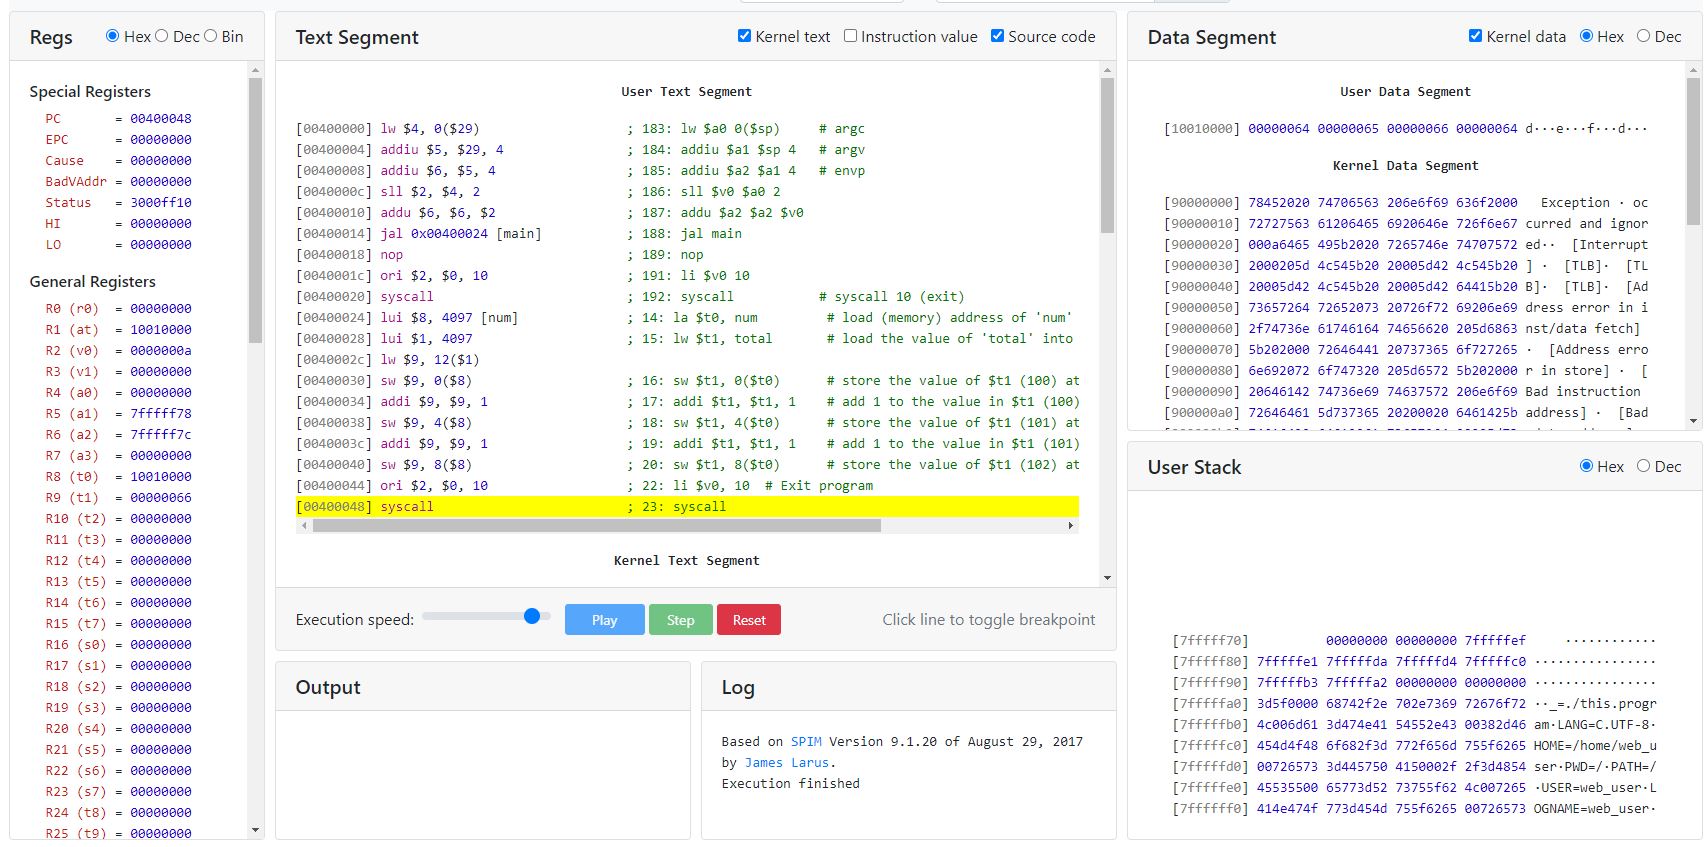 Regs
Hex Dec Bin
Special Registers
PC = 00400048
EPC = 00000000
Cause = 00000000
BadVAddr = 00000000
Status = 3000ff10
HI = 00000000
LO = 00000000
General Registers
R0 (r0) = 00000000
R1 (at) = 10010000
R2 (v0) = 0000000a
R3 (v1) = 00000000
R4 (a0) = 00000000
R5 (a1) = 7fffff78
R6 (a2) = 7fffff7c
R7 (a3) = 00000000
R8 (t0) = 10010000
R9 (t1) = 00000066
R10 (t2) = 00000000
R11 (t3) = 00000000
R12 (t4) = 00000000
R13 (t5) = 00000000
R14 (t6) = 00000000
R15 (t7) = 00000000
R16 (s0) = 00000000
R17 (s1) = 00000000
R18 (s2) = 00000000
R19 (s3) = 00000000
R20 (s4) = 00000000
R21 (s5) = 00000000
R22 (s6) = 00000000
R23 (s7) = 00000000
R24 (t8) = 00000000
R25 (t9) = 00000000
Text Segment
Kernel text Instruction value Source code
User Text Segment
[00400000] lw $4, 0($29) ; 183: lw $a0 0($sp) # argc
[00400004] addiu $5, $29, 4 ; 184: addiu $a1 $sp 4 # argv
[00400008] addiu $6, $5, 4 ; 185: addiu $a2 $a1 4 # envp
[0040000c] sll $2, $4, 2 ; 186: sll $v0 $a0 2
[00400010] addu $6, $6, $2 ; 187: addu $a2 $a2 $v0
[00400014] jal 0x00400024 [main] ; 188: jal main
[00400018] nop ; 189: nop
[0040001c] ori $2, $0, 10 ; 191: li $v0 10
[00400020] syscall ; 192: syscall # syscall 10 (exit)
[00400024] lui $8, 4097 [num] ; 14: la $t0, num # load (memory) address of 'num'
[00400028] lui $1, 4097 ; 15: lw $t1, total # load the value of 'total' into
[0040002c] lw $9, 12($1)
[00400030] sw $9, 0($8) ; 16: sw $t1, 0($t0) # store the value of $t1 (100) at
[00400034] addi $9, $9, 1 ; 17: addi $t1, $t1, 1 # add 1 to the value in $t1 (100)
[00400038] sw $9, 4($8) ; 18: sw $t1, 4($t0) # store the value of $t1 (101) at
[0040003c] addi $9, $9, 1 ; 19: addi $t1, $t1, 1 # add 1 to the value in $t1 (101)
[00400040] sw $9, 8($8) ; 20: sw $t1, 8($t0) # store the value of $t1 (102) at
[00400044] ori $2, $0, 10 ; 22: li $v0, 10 # Exit program
[00400048] syscall ; 23: syscall
Kernel Text Segment
Execution speed: Play Step Reset Click line to toggle breakpoint
Output
Log
Based on SPIM Version 9.1.20 of August 29, 2017
by James Larus.
Execution finished
Data Segment
Kernel data Hex Dec
User Data Segment
[10010000] 00000064 00000065 00000066 00000064 d···e···f···d···
Kernel Data Segment
[90000000] 78452020 74706563 206e6f69 636f2000   Exception · oc
[90000010] 72727563 61206465 6920646e 726f6e67 curred and ignor
[90000020] 000a6465 495b2020 7265746e 74707572 ed··  [Interrupt
[90000030] 2000205d 4c545b20 20005d42 4c545b20 ] ·  [TLB]·  [TL
[90000040] 20005d42 4c545b20 20005d42 64415b20 B]·  [TLB]·  [Ad
[90000050] 73657264 72652073 20726f72 69206e69 dress error in i
[90000060] 2f74736e 61746164 74656620 205d6863 nst/data fetch]
[90000070] 5b202000 72646441 20737365 6f727265 ·  [Address erro
[90000080] 6e692072 6f747320 205d6572 5b202000 r in store] ·  [
[90000090] 20646142 74736e69 74637572 206e6f69 Bad instruction
[900000a0] 72646461 5d737365 20200020 6461425b address] ·  [Bad
User Stack
Hex Dec
[7fffff70] 00000000 00000000 7fffffef ············
[7fffff80] 7fffffe1 7fffffda 7fffffd4 7fffffc0 ················
[7fffff90] 7fffffb3 7fffffa2 00000000 00000000 ················
[7fffffa0] 3d5f0000 68742f2e 702e7369 72676f72 ··_=./this.progr
[7fffffb0] 4c006d61 3d474e41 54552e43 00382d46 am·LANG=C.UTF-8·
[7fffffc0] 454d4f48 6f682f3d 772f656d 755f6265 HOME=/home/web_u
[7fffffd0] 00726573 3d445750 4150002f 2f3d4854 ser·PWD=/·PATH=/
[7fffffe0] 45535500 65773d52 73755f62 4c007265 ·USER=web_user·L
[7ffffff0] 414e474f 773d454d 755f6265 00726573 OGNAME=web_user·